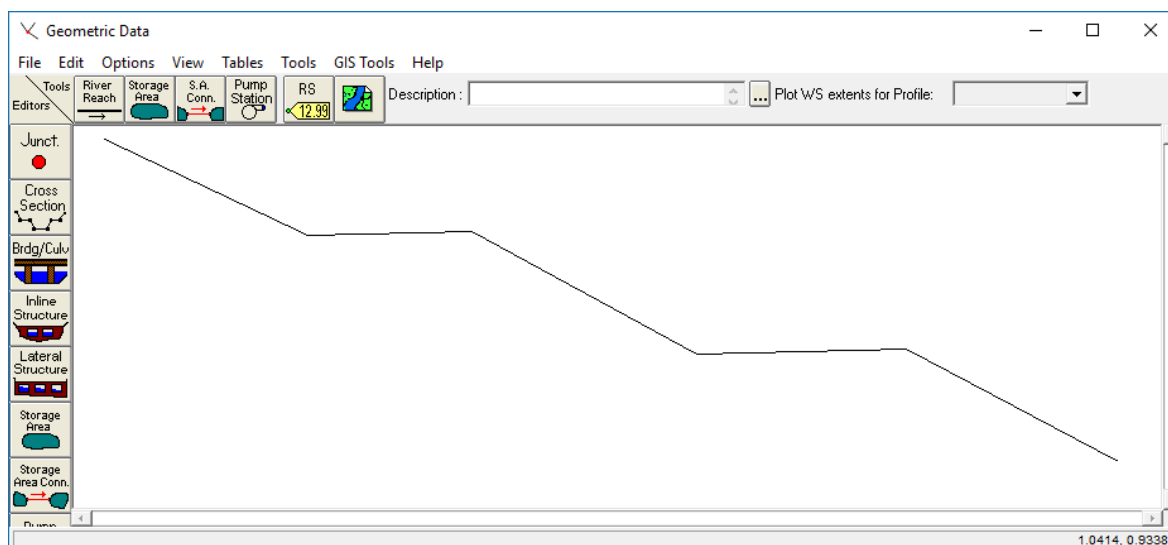 Geometric Data
File Edit Options View Tables Tools GIS Tools Help
Tools
Editors
River
Reach
Storage
Area
S.A.
Conn.
Pump
Station
RS
12.99
Description :
...
Plot WS extents for Profile:
Junct.
Cross
Section
Brdg/Culv
Inline
Structure
Lateral
Structure
Storage
Area
Storage
Area Conn.
Pump
1.0414, 0.9338